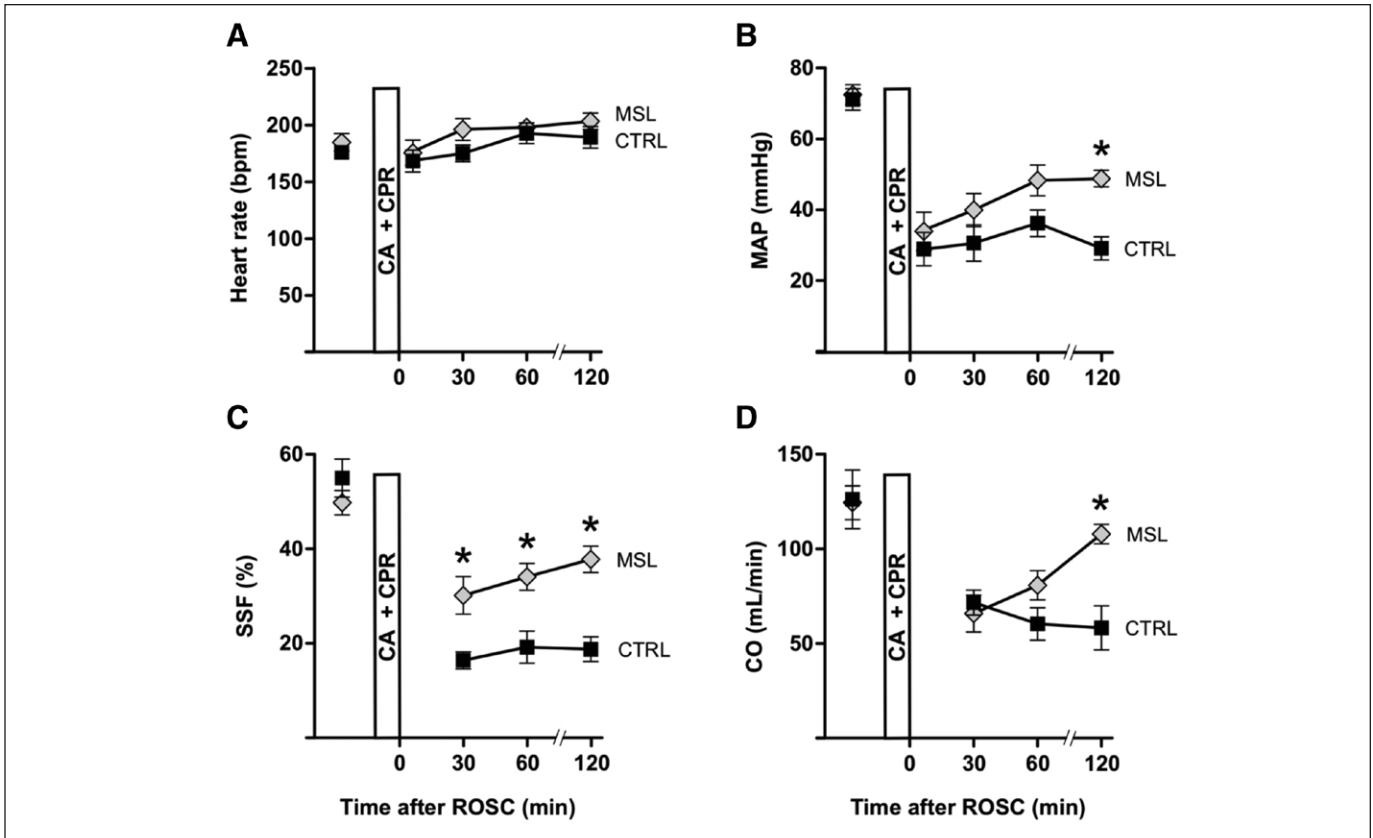 A
Heart rate (bpm)
250
200
150
100
50
CA + CPR
MSL
CTRL
0 30 60 120
B
MAP (mmHg)
80
60
40
20
CA + CPR
*
MSL
CTRL
0 30 60 120
C
SSF (%)
60
40
20
CA + CPR
* * *
MSL
CTRL
0 30 60 120
Time after ROSC (min)
D
CO (mL/min)
150
100
50
CA + CPR
*
MSL
CTRL
0 30 60 120
Time after ROSC (min)